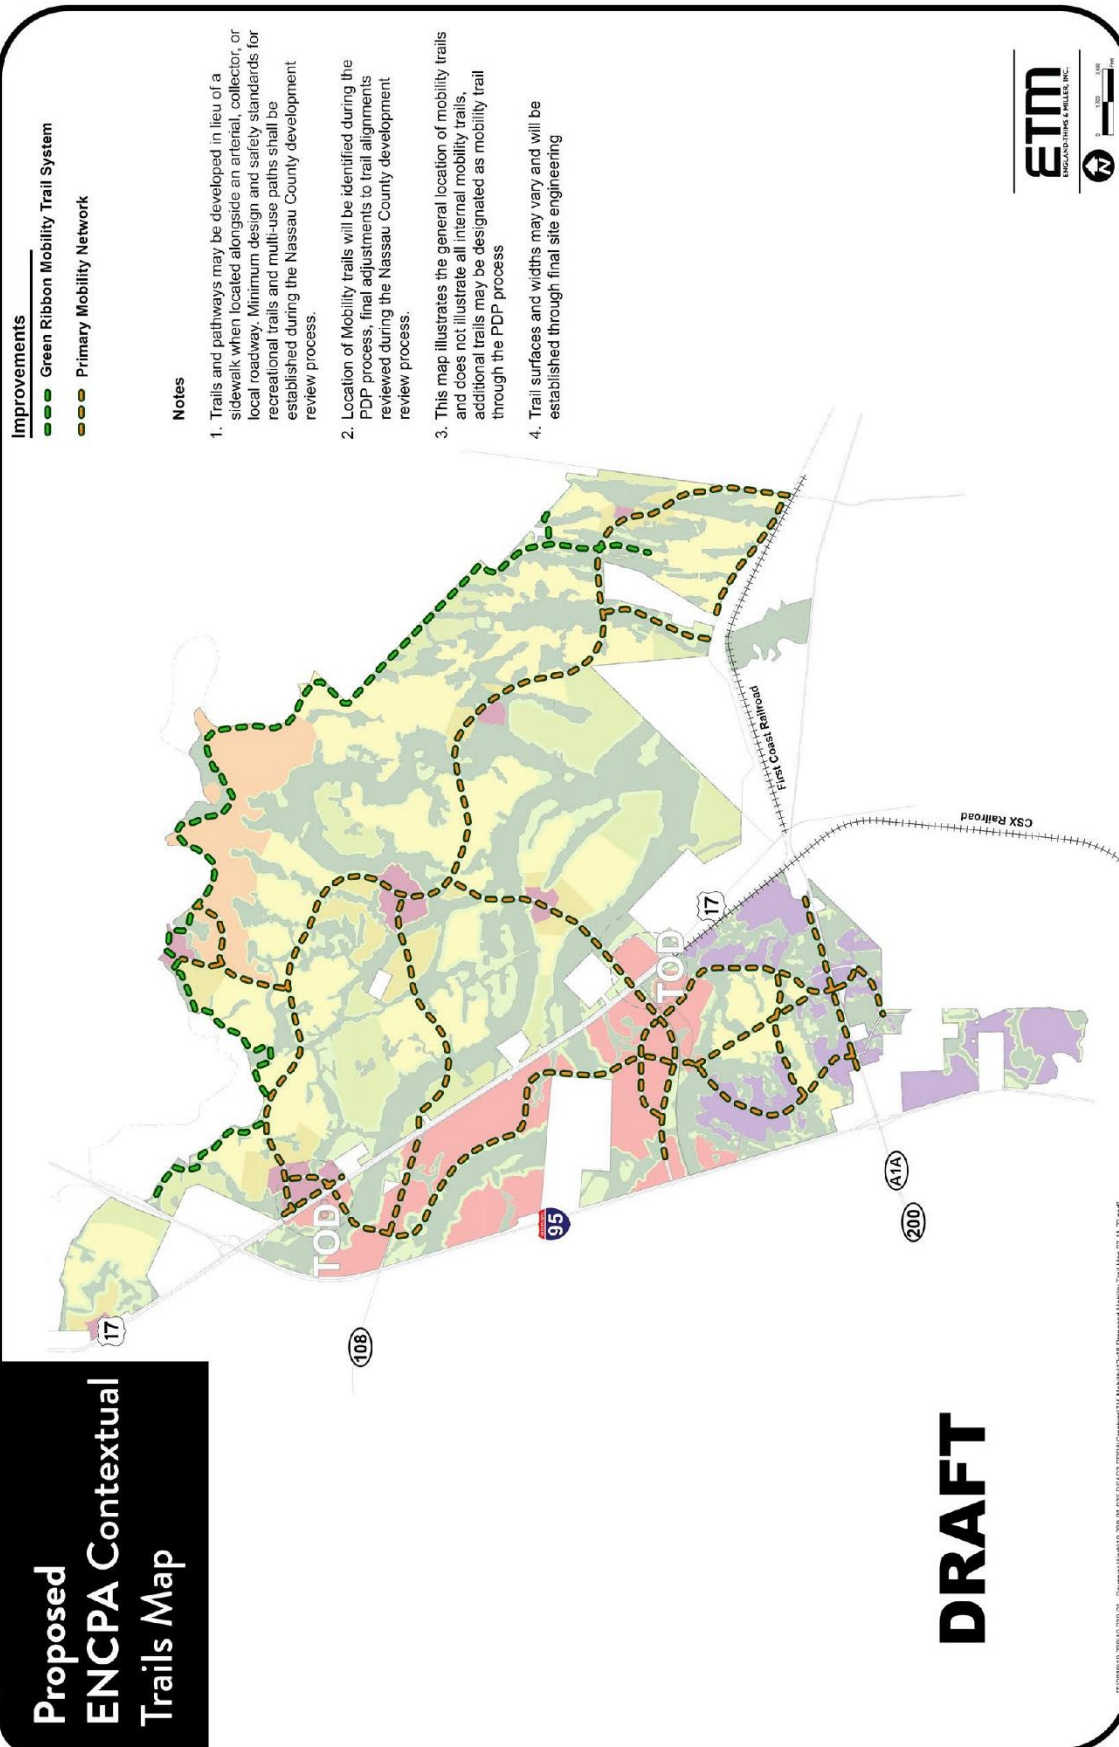 Proposed
ENCPA Contextual
Trails Map
Improvements
Green Ribbon Mobility Trail System
Primary Mobility Network
Notes
1. Trails and pathways may be developed in lieu of a
sidewalk when located alongside an arterial, collector, or
local roadway. Minimum design and safety standards for
recreational trails and multi-use paths shall be
established during the Nassau County development
review process.
2. Location of Mobility trails will be identified during the
PDP process, final adjustments to trail alignments
reviewed during the Nassau County development
review process.
3. This map illustrates the general location of mobility trails
and does not illustrate all internal mobility trails,
additional trails may be designated as mobility trail
through the PDP process
4. Trail surfaces and widths may vary and will be
established through final site engineering
17
108
TOD
95
TOD
17
A1A
200
First Coast Railroad
CSX Railroad
DRAFT
ETM
ENGLAND-THIMS & MILLER, INC.
N
0
Feet